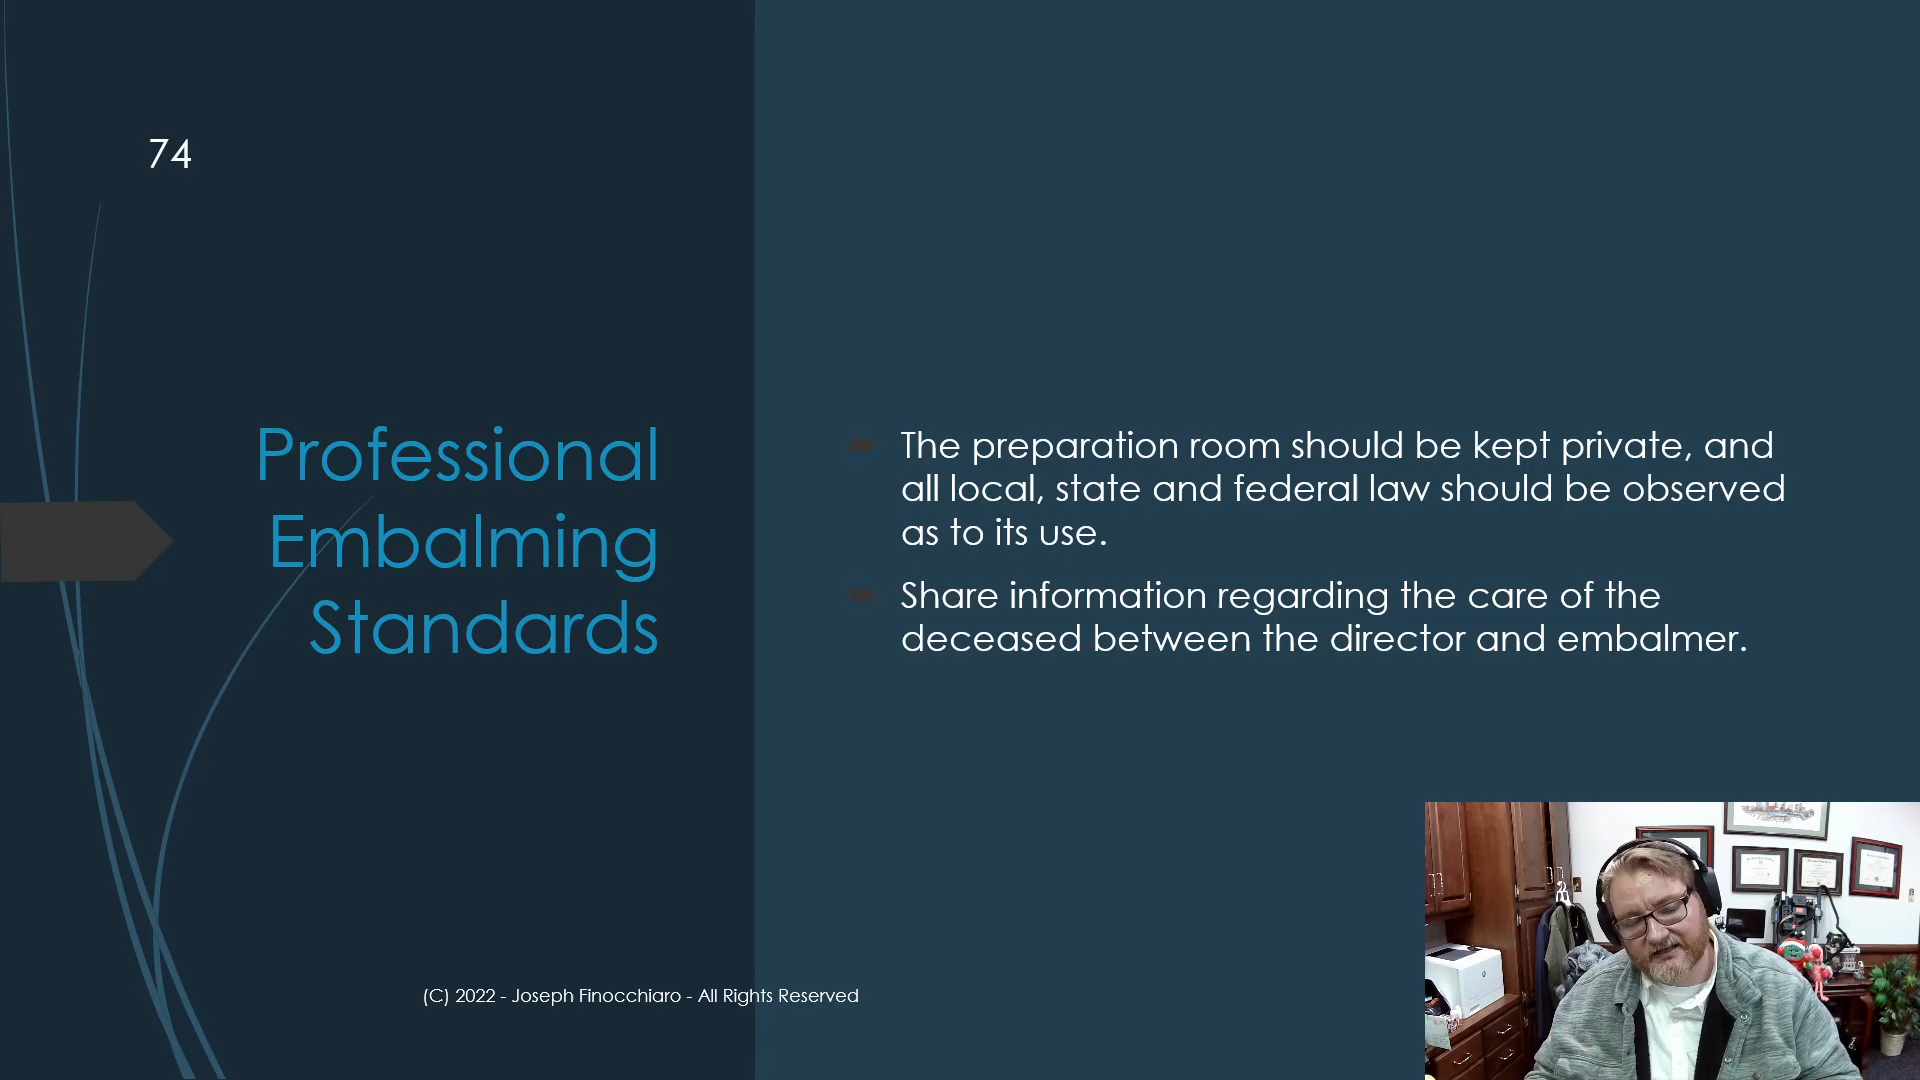 74
Professional
Embalming
Standards
The preparation room should be kept private, and
all local, state and federal law should be observed
as to its use.
Share information regarding the care of the
deceased between the director and embalmer.
(C) 2022 - Joseph Finocchiaro - All Rights Reserved